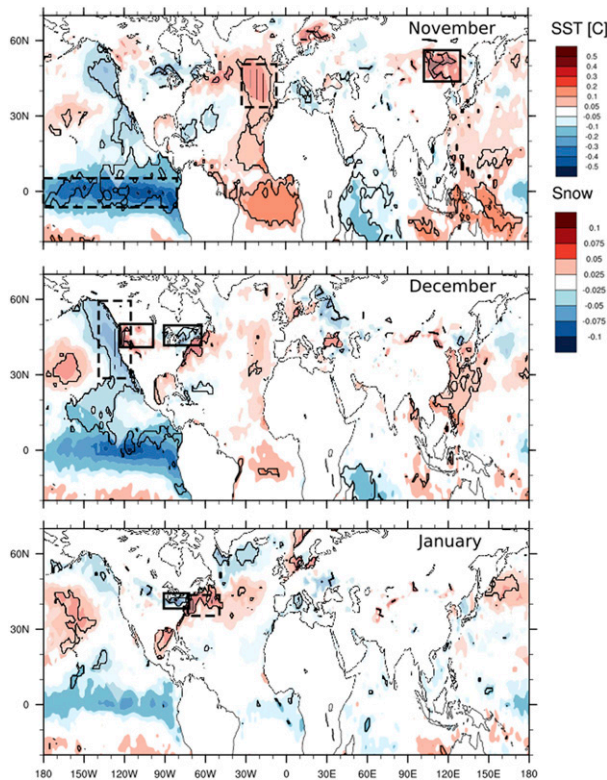 November
SST [C]
60N
30N
0
0.5
0.4
0.3
0.2
0.1
0.05
-0.05
-0.1
-0.2
-0.3
-0.4
-0.5
Snow
0.1
0.075
0.05
0.025
-0.025
-0.05
-0.075
-0.1
December
60N
30N
0
January
60N
30N
0
180 150W 120W 90W 60W 30W 0 30E 60E 90E 120E 150E 180